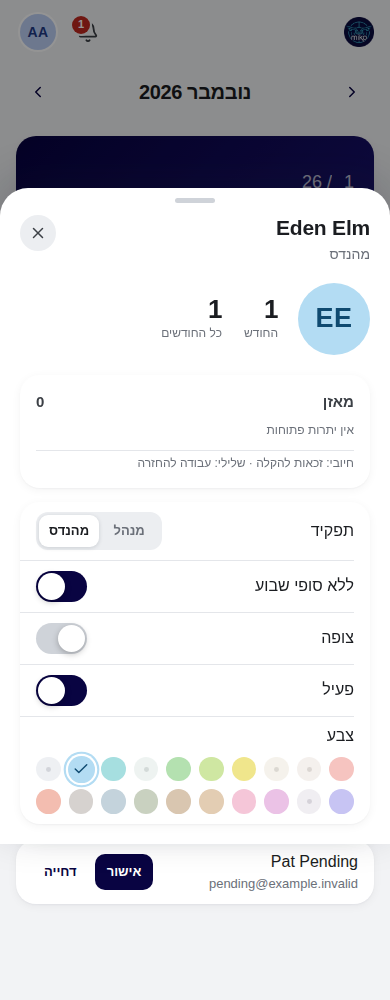 AA
1
mikp
נובמבר 2026
26 / 1
Eden Elm
מהנדס
EE
1
החודש
1
כל החודשים
מאזן
0
אין יתרות פתוחות
חיובי: זכאות להקלה · שלילי: עבודה להחזרה
תפקיד
מנהל
מהנדס
ללא סופי שבוע
צופה
פעיל
צבע
Pat Pending
pending@example.invalid
אישור
דחייה